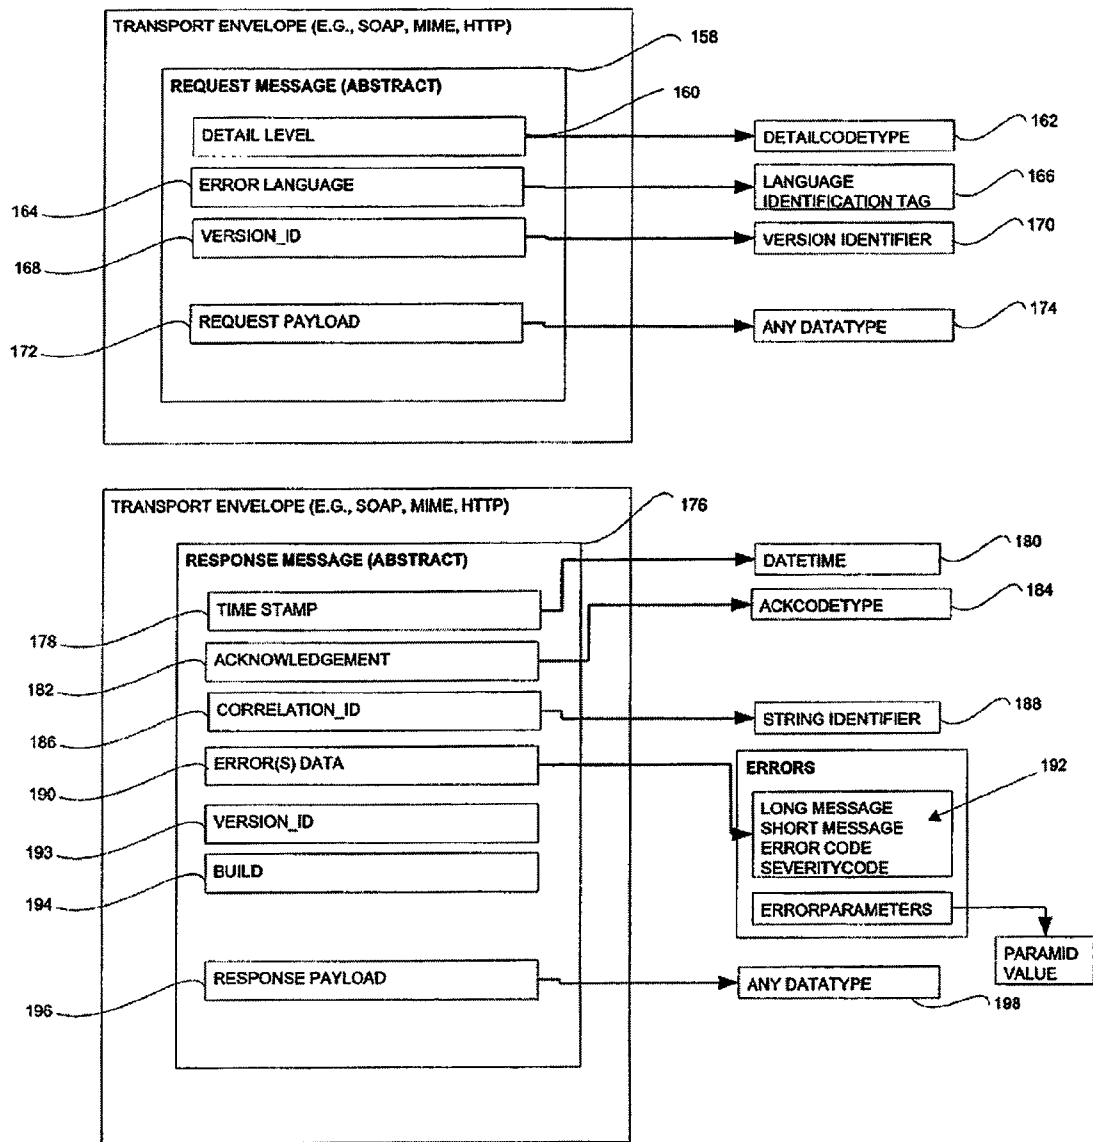 TRANSPORT ENVELOPE (E.G., SOAP, MIME, HTTP)
158
REQUEST MESSAGE (ABSTRACT)
160
DETAIL LEVEL
DETAILCODETYPE
162
164
ERROR LANGUAGE
LANGUAGE
IDENTIFICATION TAG
166
168
VERSION_ID
VERSION IDENTIFIER
170
172
REQUEST PAYLOAD
ANY DATATYPE
174
TRANSPORT ENVELOPE (E.G., SOAP, MIME, HTTP)
176
RESPONSE MESSAGE (ABSTRACT)
DATETIME
180
178
TIME STAMP
ACKCODETYPE
184
182
ACKNOWLEDGEMENT
186
CORRELATION_ID
STRING IDENTIFIER
188
190
ERROR(S) DATA
ERRORS
192
LONG MESSAGE
SHORT MESSAGE
ERROR CODE
SEVERITYCODE
ERRORPARAMETERS
PARAMID
VALUE
193
VERSION_ID
194
BUILD
196
RESPONSE PAYLOAD
ANY DATATYPE
198